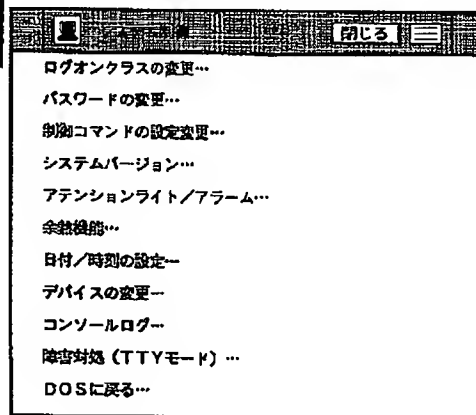 閉じる
ログオンクラスの変更…
パスワードの変更…
制御コマンドの設定変更…
システムバージョン…
アテンションライト/アラーム…
日付/時刻の設定…
デバイスの変更…
コンソールログ…
障害対処(TTYモード)…
DOSに戻る…